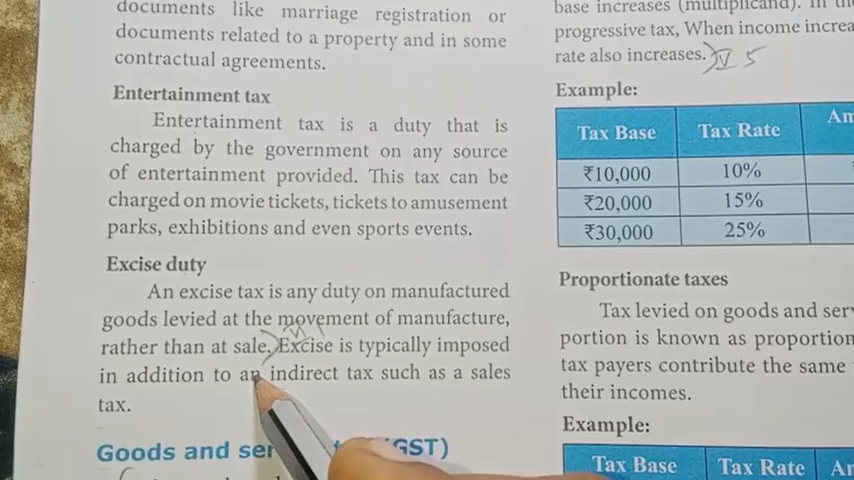 documents like marriage registration or
documents related to a property and in some
contractual agreements.
Entertainment tax
Entertainment tax is a duty that is
charged by the government on any source
of entertainment provided. This tax can be
charged on movie tickets, tickets to amusement
parks, exhibitions and even sports events.
Excise duty
An excise tax is any duty on manufactured
goods levied at the movement of manufacture,
rather than at sale. Excise is typically imposed
in addition to an indirect tax such as a sales
tax.
Goods and (GST)
base increases (multiplicand). In
progressive tax, When income
rate also increases.
Example:
Tax Base Tax Rate
₹10,000 10%
₹20,000 15%
₹30,000 25%
Proportionate taxes
Tax levied on goods and
portion is known as
tax payers contribute the same
their incomes.
Example:
Tax Base Tax Rate